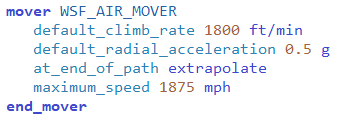 mover WSF_AIR_MOVER
default_climb_rate 1800 ft/min
default_radial_acceleration 0.5 g
at_end_of_path extrapolate
maximum_speed 1875 mph
end_mover